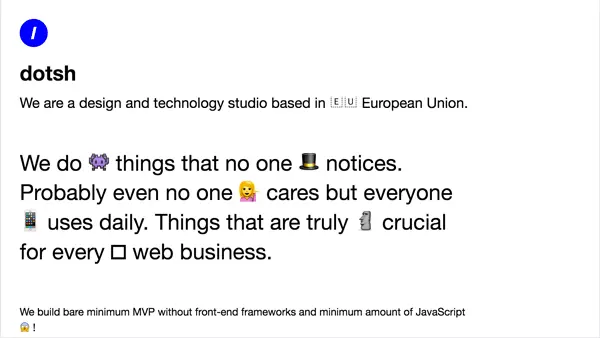 /
dotsh
We are a design and technology studio based in 🇪🇺 European Union.
We do 👾 things that no one 🎩 notices.
Probably even no one 💁 cares but everyone
📱 uses daily. Things that are truly 🗿 crucial
for every □ web business.
We build bare minimum MVP without front-end frameworks and minimum amount of JavaScript
😱 !